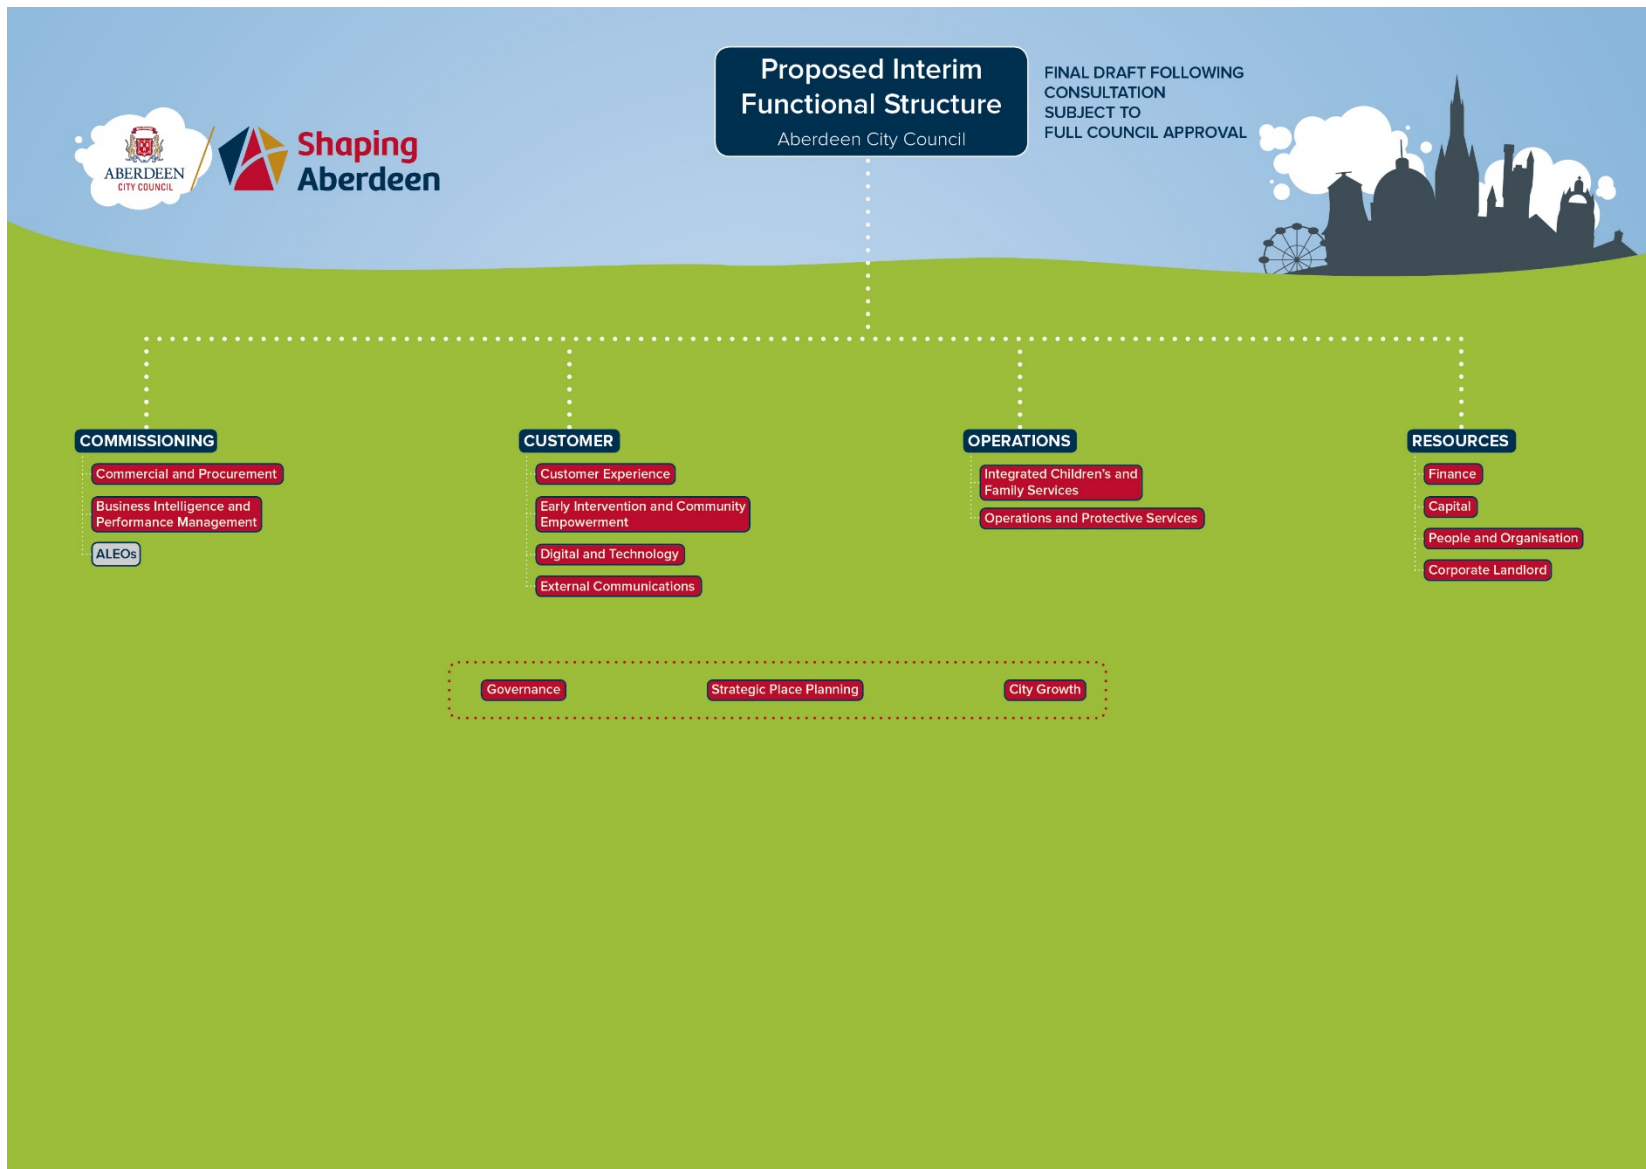 Proposed Interim
Functional Structure
Aberdeen City Council
FINAL DRAFT FOLLOWING
CONSULTATION
SUBJECT TO
FULL COUNCIL APPROVAL
ABERDEEN
CITY COUNCIL
Shaping
Aberdeen
COMMISSIONING
Commercial and Procurement
Business Intelligence and
Performance Management
ALEOs
CUSTOMER
Customer Experience
Early Intervention and Community
Empowerment
Digital and Technology
External Communications
OPERATIONS
Integrated Children's and
Family Services
Operations and Protective Services
RESOURCES
Finance
Capital
People and Organisation
Corporate Landlord
Governance
Strategic Place Planning
City Growth